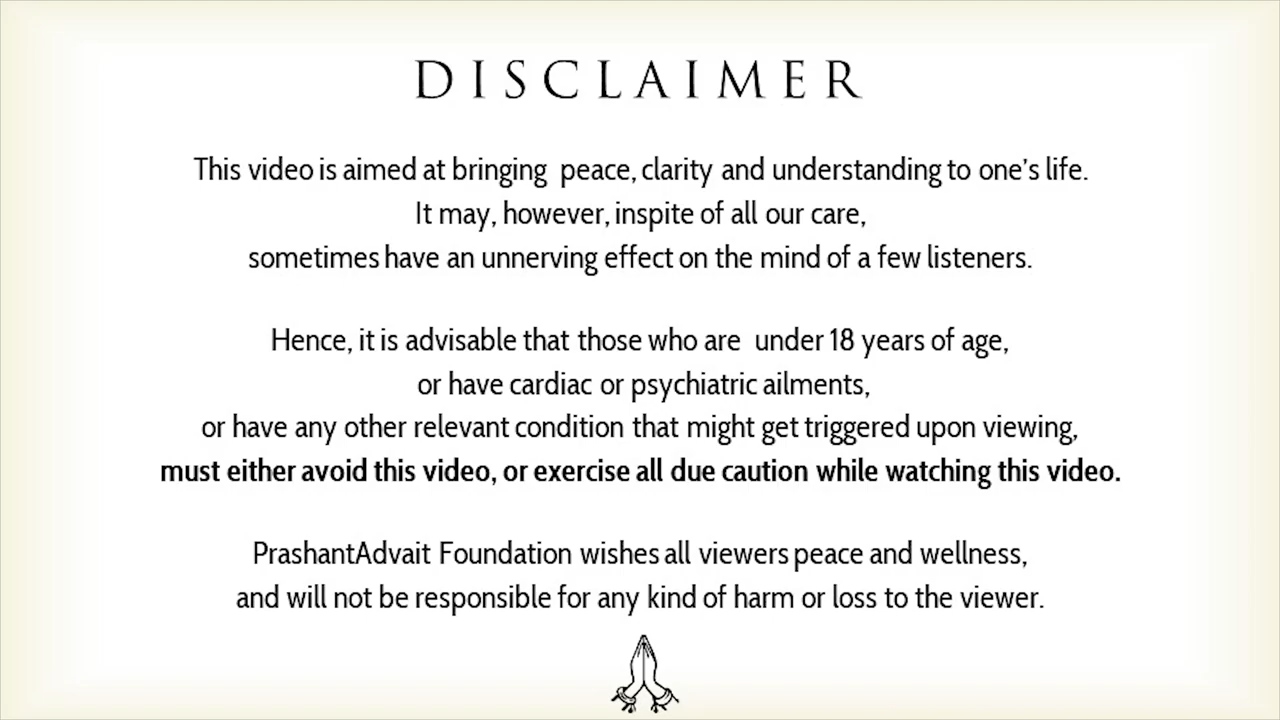 DISCLAIMER
This video is aimed at bringing peace, clarity and understanding to one's life.
It may, however, inspite of all our care,
sometimes have an unnerving effect on the mind of a few listeners.
Hence, it is advisable that those who are under 18 years of age,
or have cardiac or psychiatric ailments,
or have any other relevant condition that might get triggered upon viewing,
must either avoid this video, or exercise all due caution while watching this video.
PrashantAdvait Foundation wishes all viewers peace and wellness,
and will not be responsible for any kind of harm or loss to the viewer.